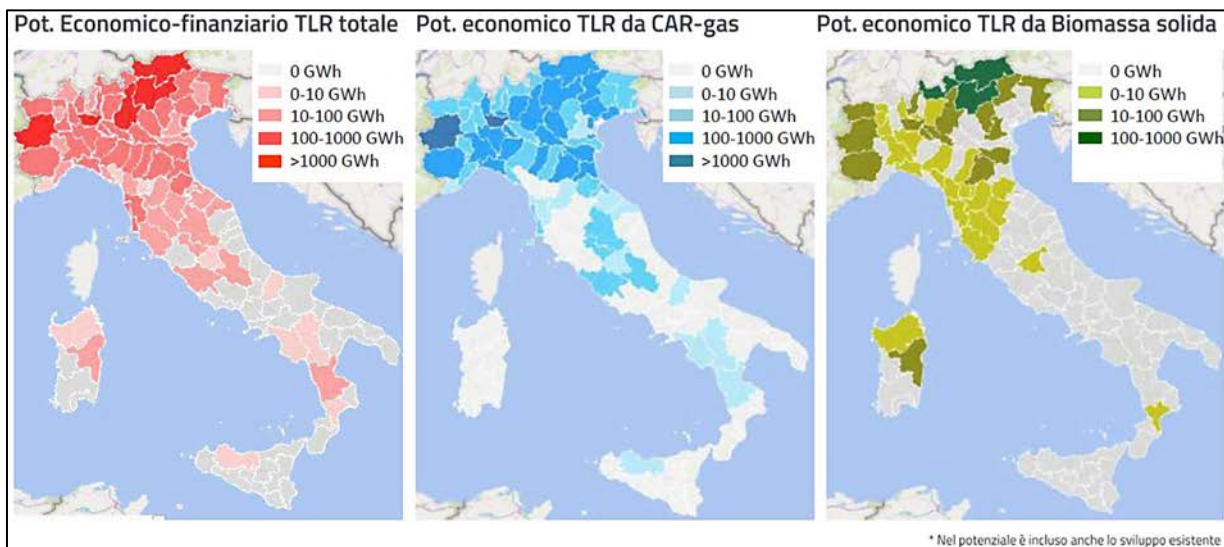 Pot. Economico-finanziario TLR totale
0 GWh
0-10 GWh
10-100 GWh
100-1000 GWh
>1000 GWh
Pot. economico TLR da CAR-gas
0 GWh
0-10 GWh
10-100 GWh
100-1000 GWh
>1000 GWh
Pot. economico TLR da Biomassa solida
0 GWh
0-10 GWh
10-100 GWh
100-1000 GWh
* Nel potenziale è incluso anche lo sviluppo esistente